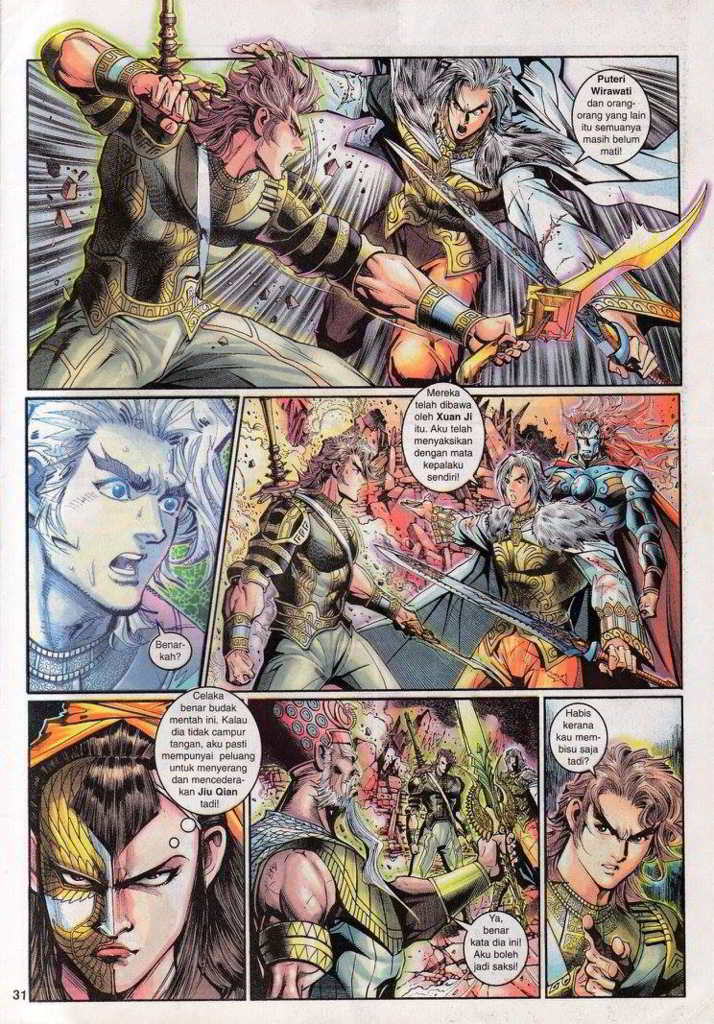 Puteri
Wirawati
dan orang-
orang yang lain
itu semuanya
masih belum
mati!
Benar-
kah?
Mereka
telah dibawa
oleh Xuan Ji
itu. Aku telah
menyaksikan
dengan mata
kepalaku
sendiri!
Celaka
benar budak
mentah ini. Kalau
dia tidak campur
tangan, aku pasti
mempunyai peluang
untuk menyerang
dan mencedera-
kan Jiu Qian
tadi!
Ya,
benar
kata dia ini!
Aku boleh
jadi saksi!
Habis
kerana
kau mem-
bisu saja
tadi?
31